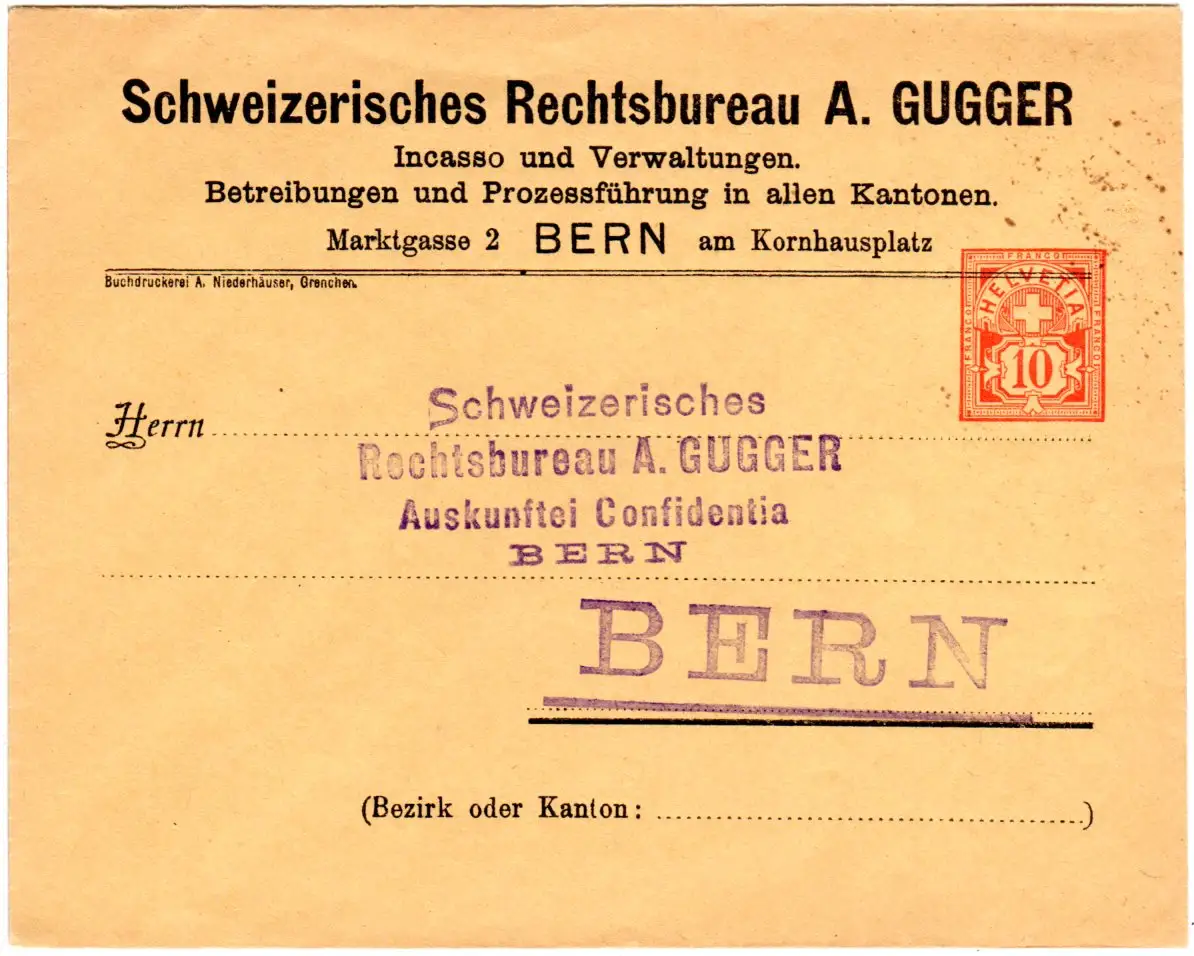 Schweizerisches Rechtsbureau A. GUGGER
Incasso und Verwaltungen.
Betreibungen und Prozessführung in allen Kantonen.
Marktgasse 2 BERN am Kornhausplatz
Buchdruckerei A. Niederhäuser, Grenchen.
FRANCO
FRANCO
FRANCO
HELVETIA
10
Herrn
Schweizerisches
Rechtsbureau A. GUGGER
Auskunftei Confidentia
BERN
BERN
(Bezirk oder Kanton: )